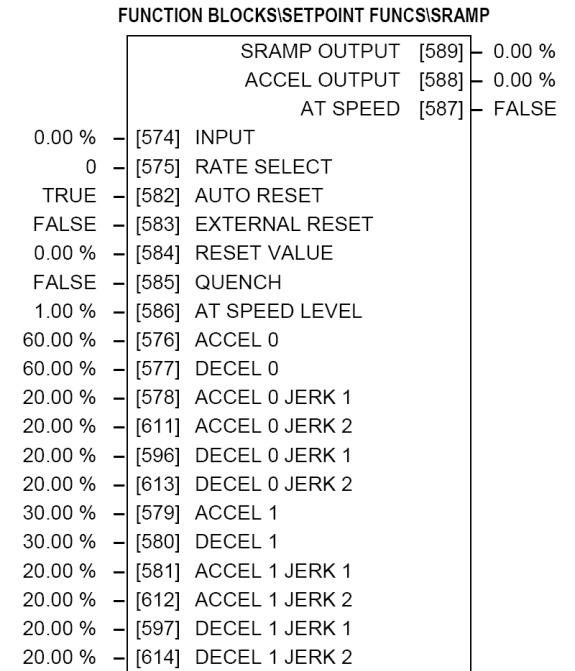 FUNCTION BLOCKS\SETPOINT FUNCS\SRAMP
SRAMP OUTPUT [589] – 0.00 %
ACCEL OUTPUT [588] – 0.00 %
AT SPEED [587] – FALSE
0.00 % – [574] INPUT
0 – [575] RATE SELECT
TRUE – [582] AUTO RESET
FALSE – [583] EXTERNAL RESET
0.00 % – [584] RESET VALUE
FALSE – [585] QUENCH
1.00 % – [586] AT SPEED LEVEL
60.00 % – [576] ACCEL 0
60.00 % – [577] DECEL 0
20.00 % – [578] ACCEL 0 JERK 1
20.00 % – [611] ACCEL 0 JERK 2
20.00 % – [596] DECEL 0 JERK 1
20.00 % – [613] DECEL 0 JERK 2
30.00 % – [579] ACCEL 1
30.00 % – [580] DECEL 1
20.00 % – [581] ACCEL 1 JERK 1
20.00 % – [612] ACCEL 1 JERK 2
20.00 % – [597] DECEL 1 JERK 1
20.00 % – [614] DECEL 1 JERK 2